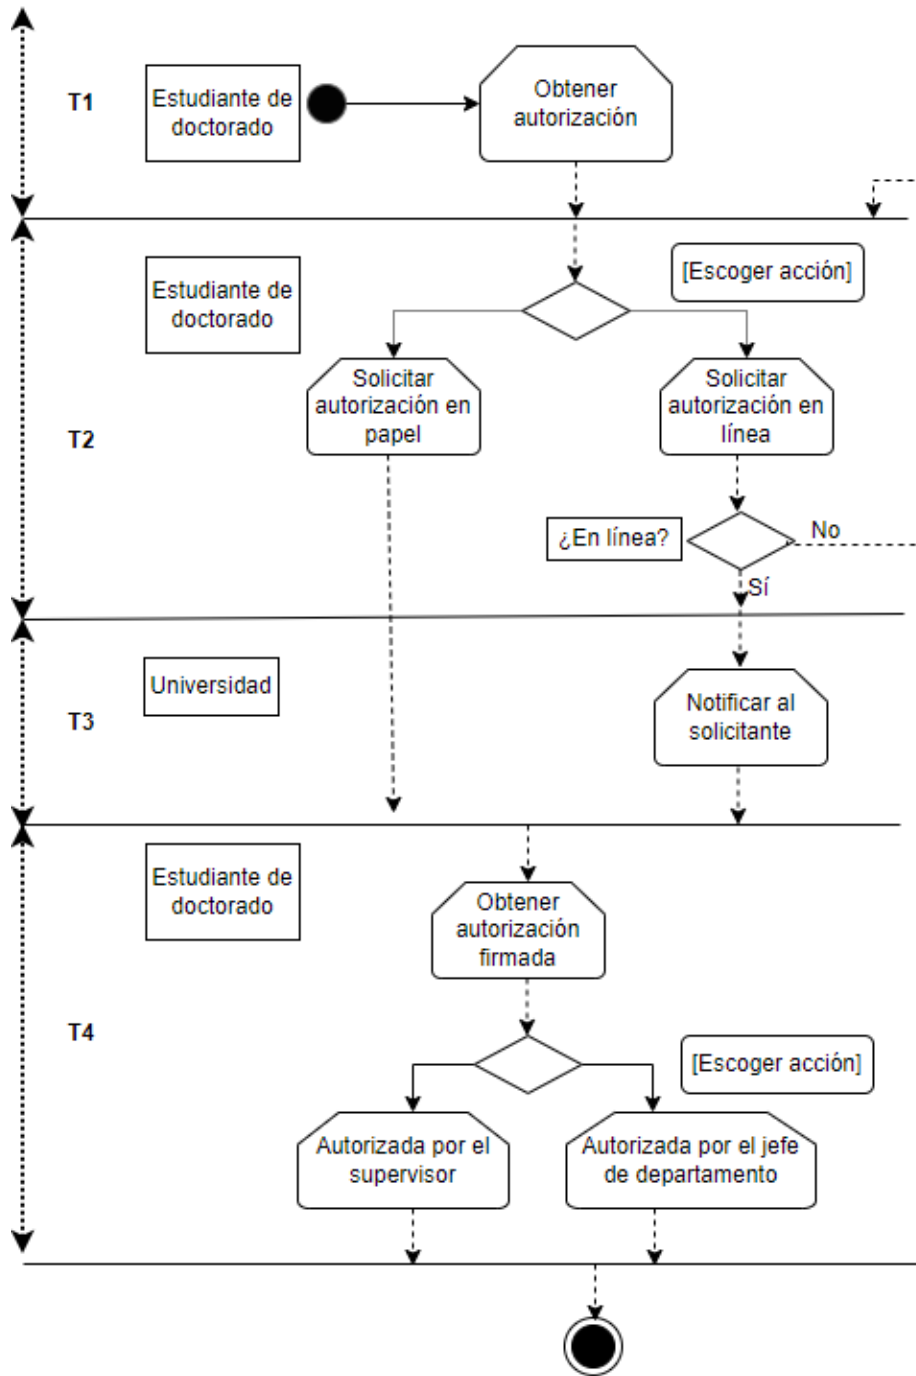 T1
Estudiante de
doctorado
Obtener
autorización
Estudiante de
doctorado
[Escoger acción]
T2
Solicitar
autorización en
papel
Solicitar
autorización en
línea
¿En línea?
No
Sí
T3
Universidad
Notificar al
solicitante
Estudiante de
doctorado
Obtener
autorización
firmada
T4
[Escoger acción]
Autorizada por el
supervisor
Autorizada por el jefe
de departamento